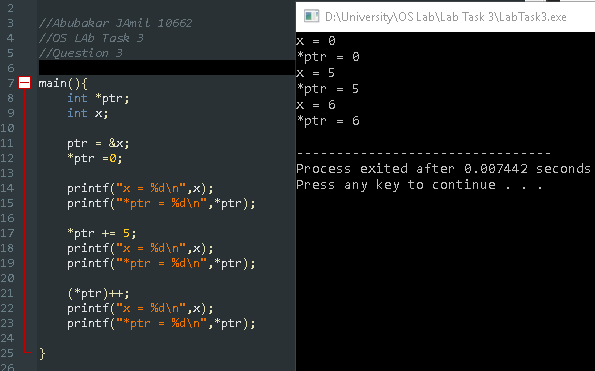 2
3 //Abubakar JAmil 10662
4 //OS LAb Task 3
5 //Question 3
6
7 main(){
8 int *ptr;
9 int x;
10
11 ptr = &x;
12 *ptr =0;
13
14 printf("x = %d\n",x);
15 printf("*ptr = %d\n",*ptr);
16
17 *ptr += 5;
18 printf("x = %d\n",x);
19 printf("*ptr = %d\n",*ptr);
20
21 (*ptr)++;
22 printf("x = %d\n",x);
23 printf("*ptr = %d\n",*ptr);
24
25 }
D:\University\OS Lab\Lab Task 3\LabTask3.exe
x = 0
*ptr = 0
x = 5
*ptr = 5
x = 6
*ptr = 6
--------------------------------
Process exited after 0.007442 seconds
Press any key to continue . . .